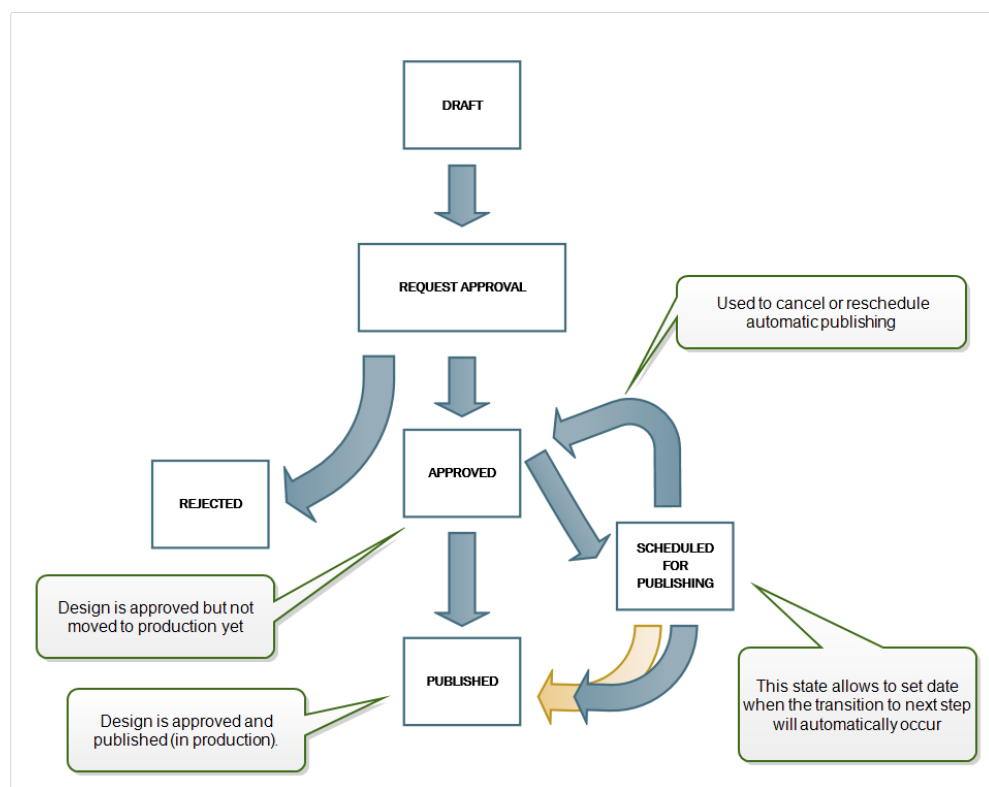 DRAFT
REQUEST APPROVAL
Used to cancel or reschedule
automatic publishing
APPROVED
REJECTED
SCHEDULED
FOR
PUBLISHING
Design is approved but not
moved to production yet
PUBLISHED
This state allows to set date
when the transition to next step
will automatically occur
Design is approved and
published (in production).